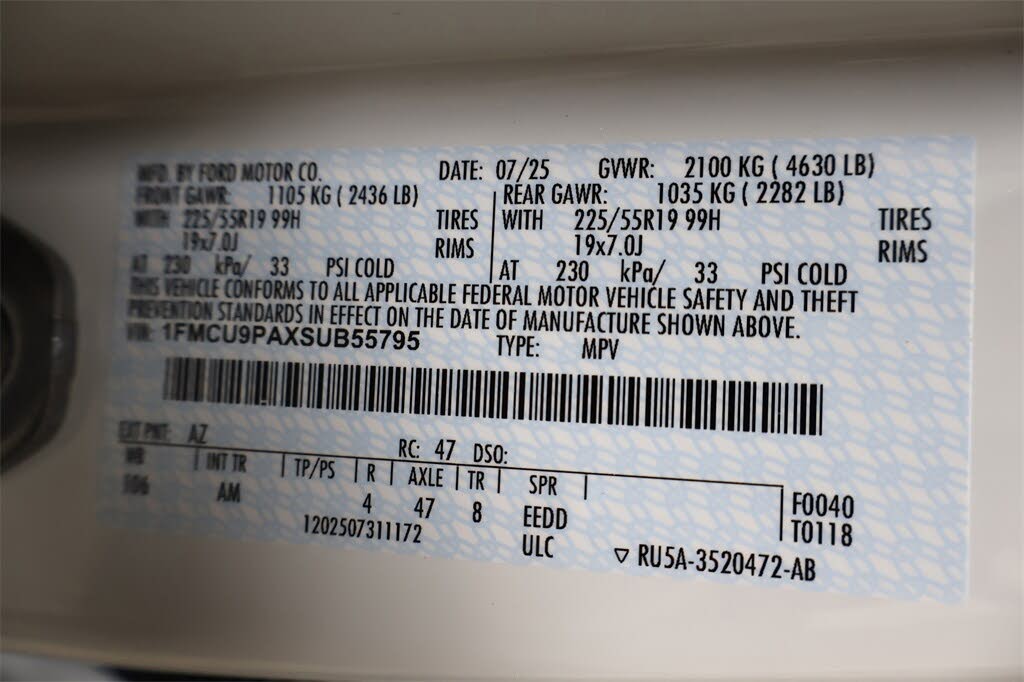 MFD. BY FORD MOTOR CO. DATE: 07/25 GVWR: 2100 KG ( 4630 LB)
FRONT GAWR: 1105 KG ( 2436 LB) REAR GAWR: 1035 KG ( 2282 LB)
WITH 225/55R19 99H TIRES WITH 225/55R19 99H TIRES
19x7.0J RIMS 19x7.0J RIMS
AT 230 kPa/ 33 PSI COLD AT 230 kPa/ 33 PSI COLD
THIS VEHICLE CONFORMS TO ALL APPLICABLE FEDERAL MOTOR VEHICLE SAFETY AND THEFT
PREVENTION STANDARDS IN EFFECT ON THE DATE OF MANUFACTURE SHOWN ABOVE.
VIN: 1FMCU9PAXSUB55795 TYPE: MPV
EXT PNT: AZ RC: 47 DSO:
WB INT TR TP/PS R AXLE TR SPR
106 AM 4 47 8 EEDD F0040
1202507311172 ULC T0118
RU5A-3520472-AB